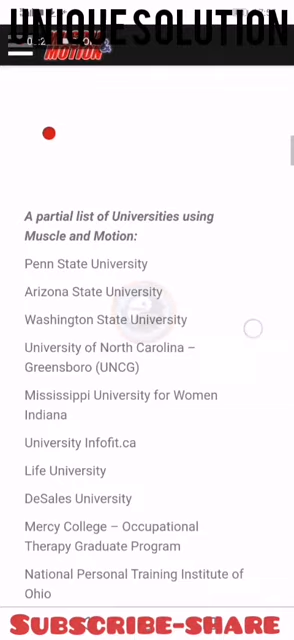 UNIQUE SOLUTION
MOTION
A partial list of Universities using
Muscle and Motion:
Penn State University
Arizona State University
Washington State University
University of North Carolina –
Greensboro (UNCG)
Mississippi University for Women
Indiana
University Infofit.ca
Life University
DeSales University
Mercy College – Occupational
Therapy Graduate Program
National Personal Training Institute of
Ohio
SUBSCRIBE-SHARE